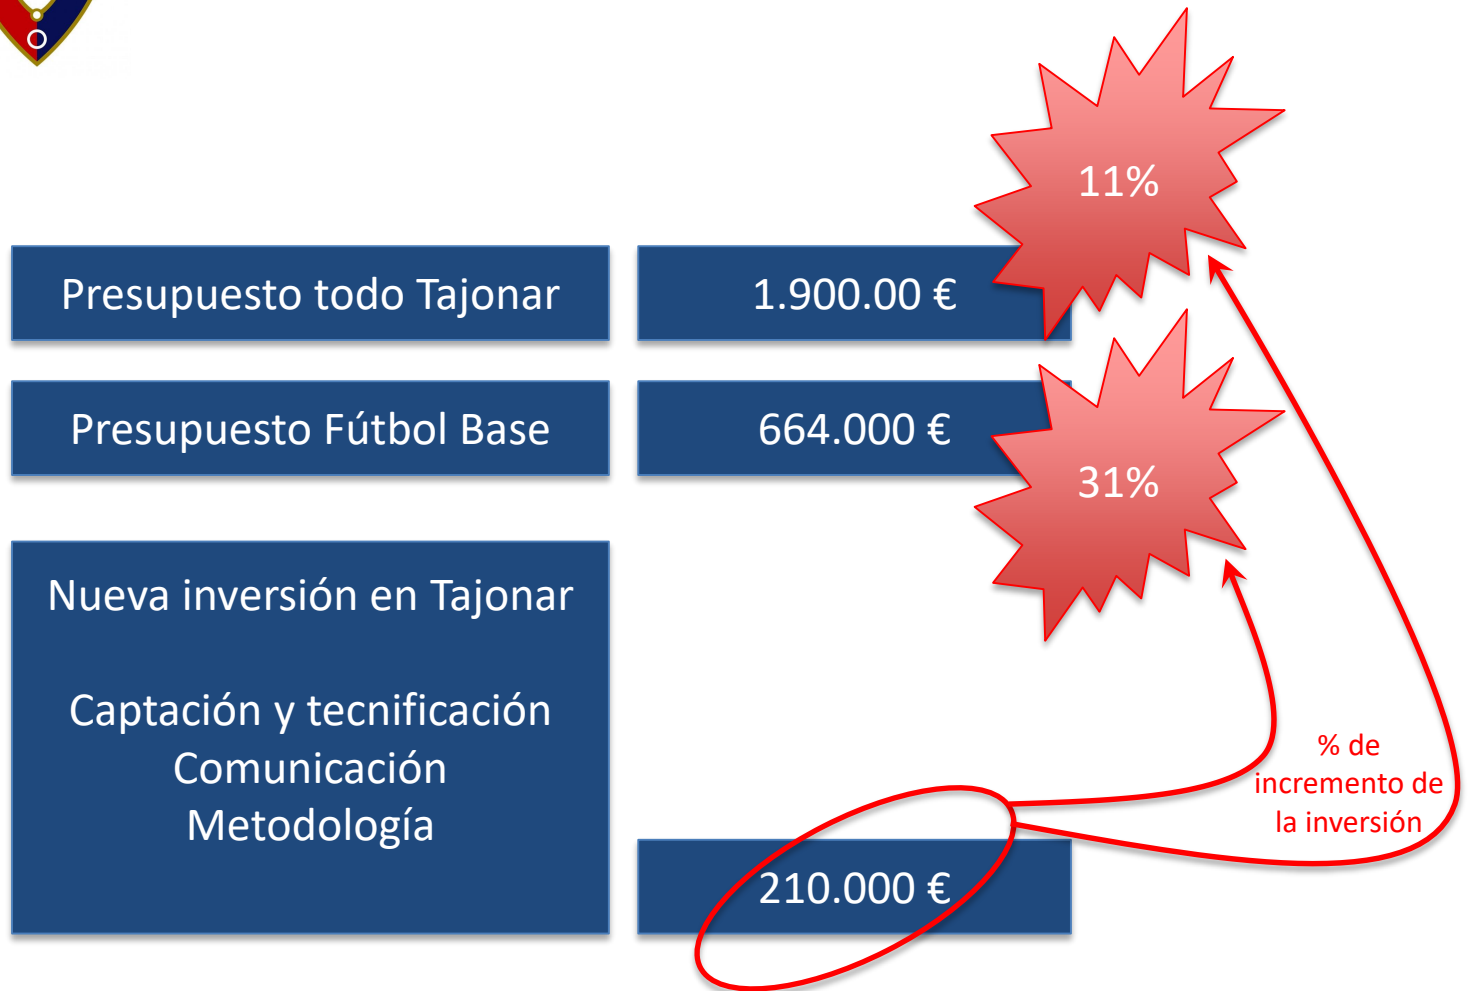 11%
Presupuesto todo Tajonar
1.900.00 €
Presupuesto Fútbol Base
664.000 €
31%
Nueva inversión en Tajonar
Captación y tecnificación
Comunicación
Metodología
% de
incremento de
la inversión
210.000 €